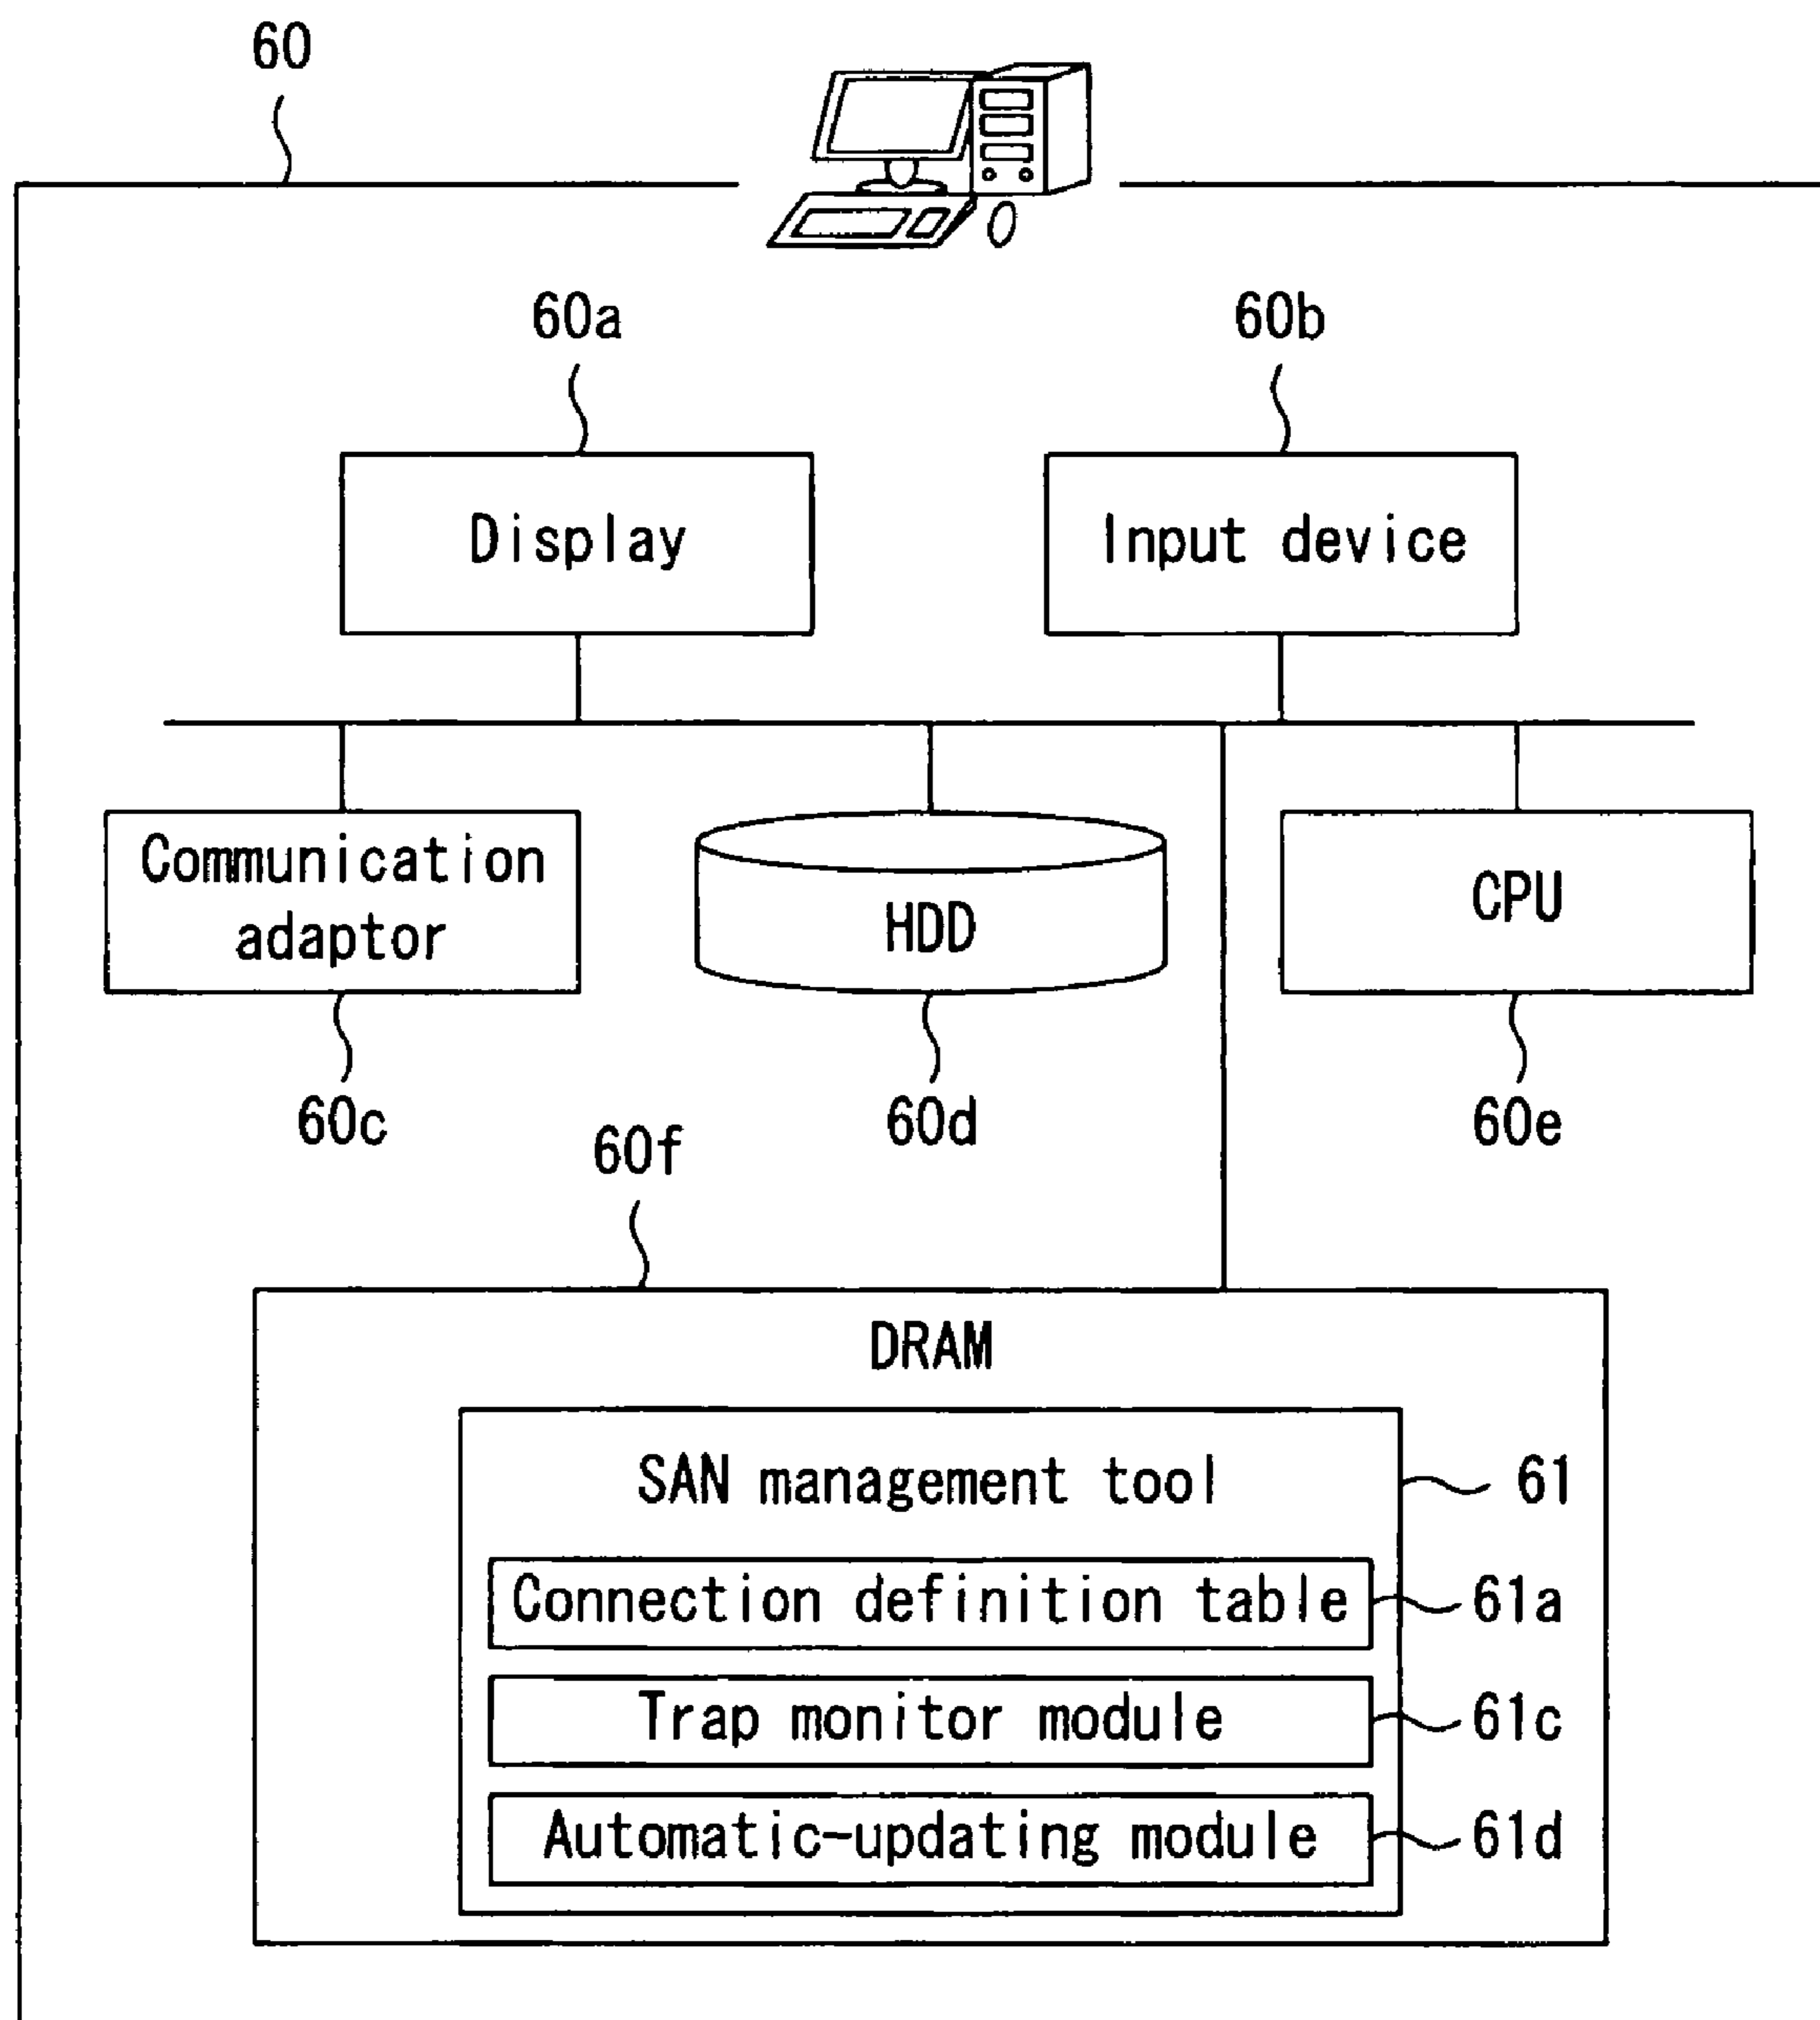 60
60a
60b
Display
Input device
Communication
adaptor
HDD
CPU
60c
60d
60e
60f
DRAM
SAN management tool
61
Connection definition table
61a
Trap monitor module
61c
Automatic-updating module
61d